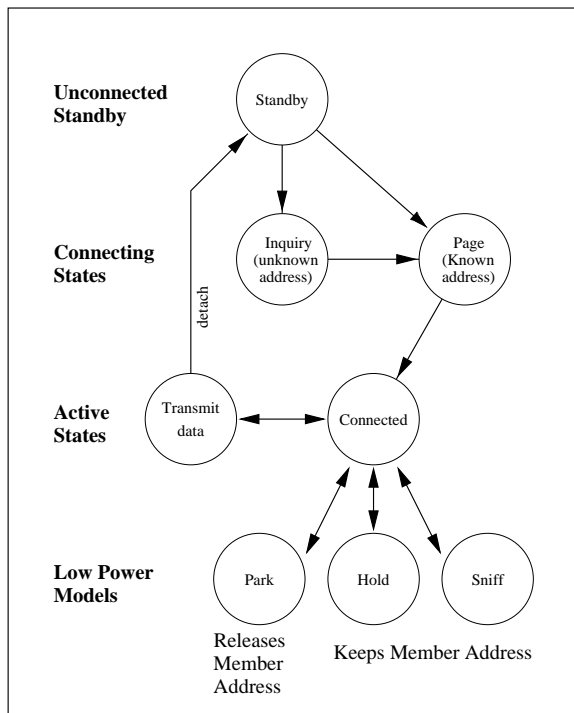 Unconnected
Standby
Standby
Connecting
States
Inquiry
(unknown
address)
Page
(Known
address)
detach
Active
States
Transmit
data
Connected
Low Power
Models
Park
Hold
Sniff
Releases
Member
Address
Keeps Member Address